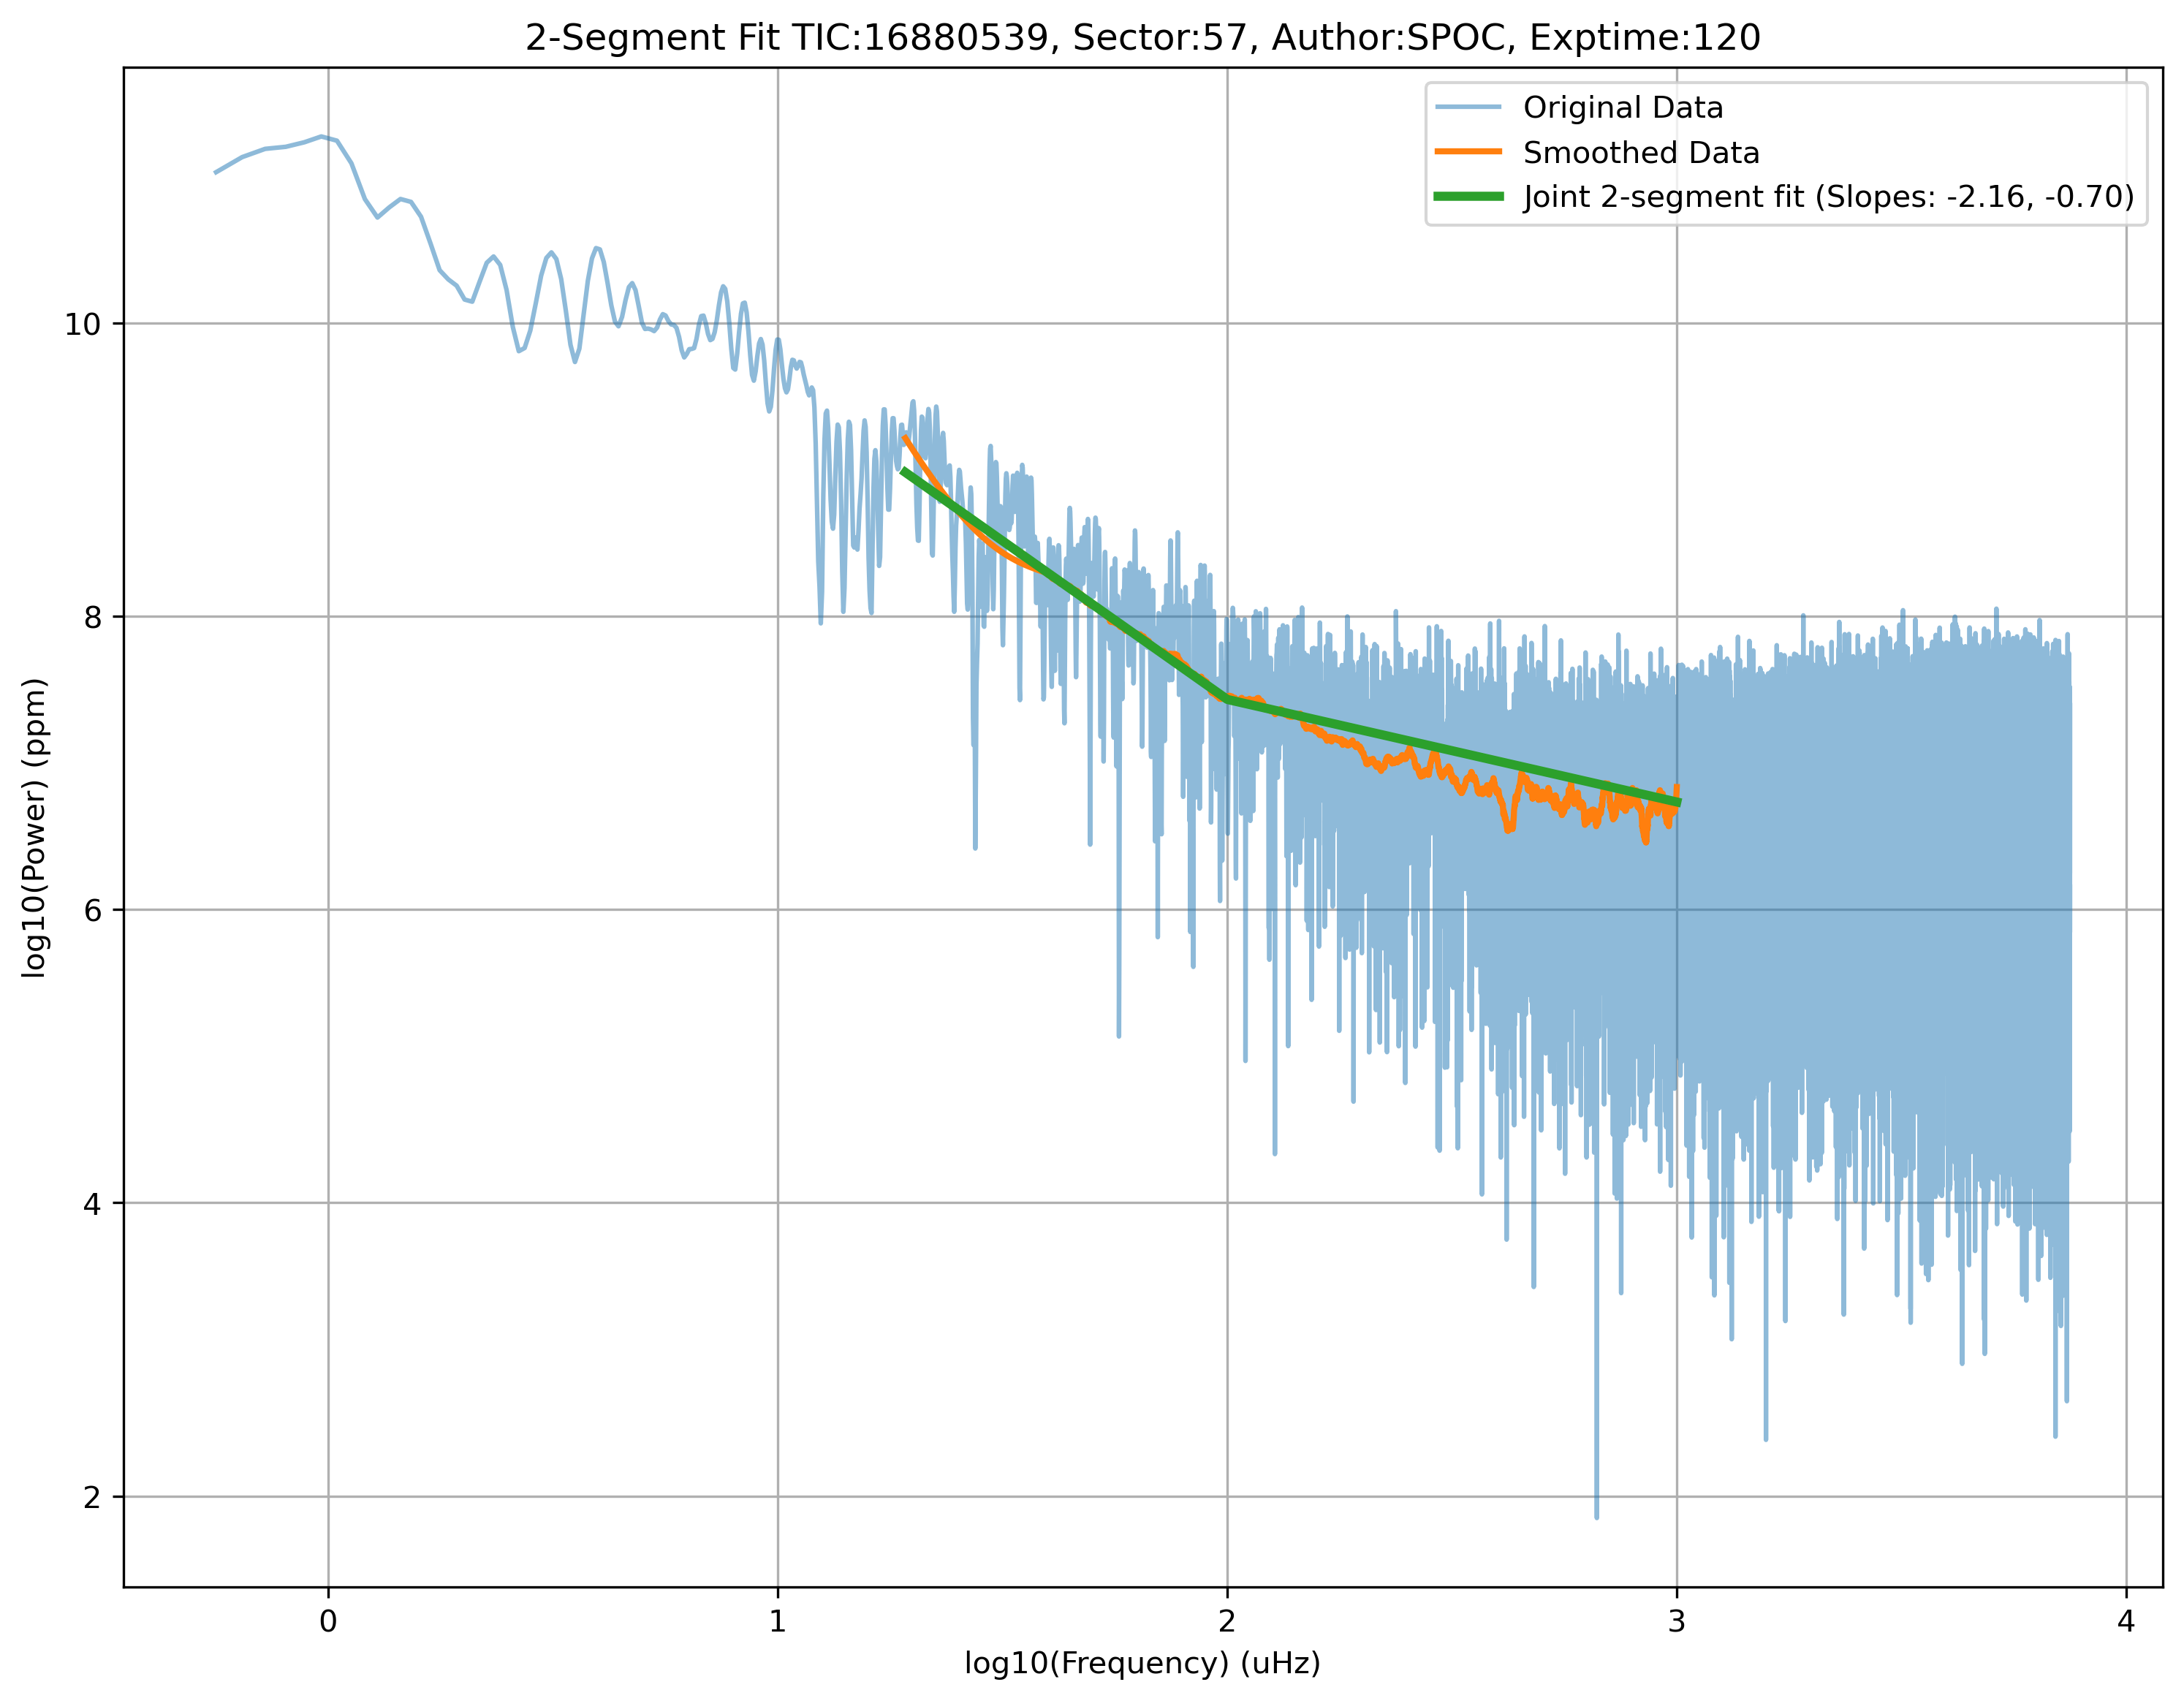 2-Segment Fit TIC:16880539, Sector:57, Author:SPOC, Exptime:120
Original Data
Smoothed Data
Joint 2-segment fit (Slopes: -2.16, -0.70)
log10(Power) (ppm)
10
8
6
4
2
0
1
2
3
4
log10(Frequency) (uHz)